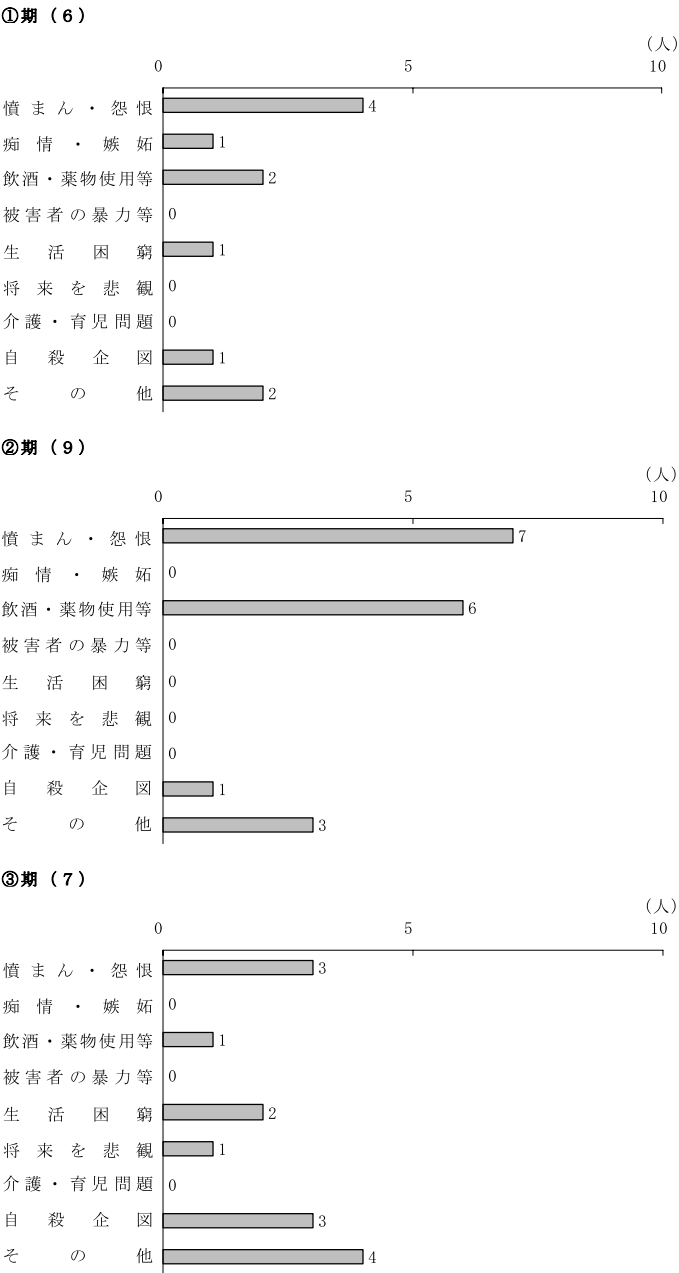 ①期（６）
（人）
0 5 10
憤まん・怨恨 4
痴情・嫉妬 1
飲酒・薬物使用等 2
被害者の暴力等 0
生活困窮 1
将来を悲観 0
介護・育児問題 0
自殺企図 1
その他 2
②期（９）
（人）
0 5 10
憤まん・怨恨 7
痴情・嫉妬 0
飲酒・薬物使用等 6
被害者の暴力等 0
生活困窮 0
将来を悲観 0
介護・育児問題 0
自殺企図 1
その他 3
③期（７）
（人）
0 5 10
憤まん・怨恨 3
痴情・嫉妬 0
飲酒・薬物使用等 1
被害者の暴力等 0
生活困窮 2
将来を悲観 1
介護・育児問題 0
自殺企図 3
その他 4